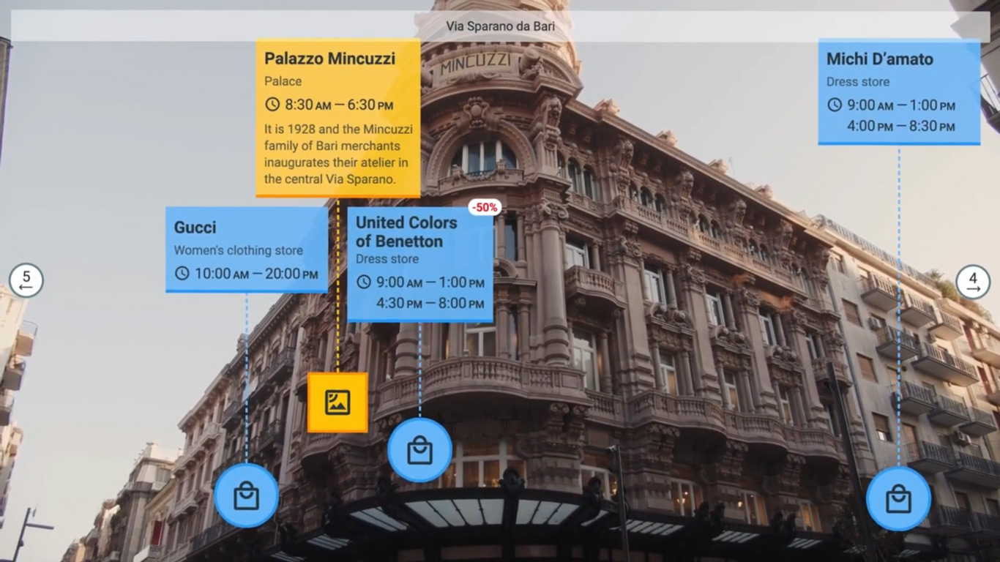 Via Sparano da Bari
MINCUZZI
Palazzo Mincuzzi
Palace
8:30 AM — 6:30 PM
It is 1928 and the Mincuzzi
family of Bari merchants
inaugurates their atelier in
the central Via Sparano.
Michi D’amato
Dress store
9:00 AM — 1:00 PM
4:00 PM — 8:30 PM
Gucci
Women's clothing store
10:00 AM — 20:00 PM
-50%
United Colors
of Benetton
Dress store
9:00 AM — 1:00 PM
4:30 PM — 8:00 PM
5
←
4
→